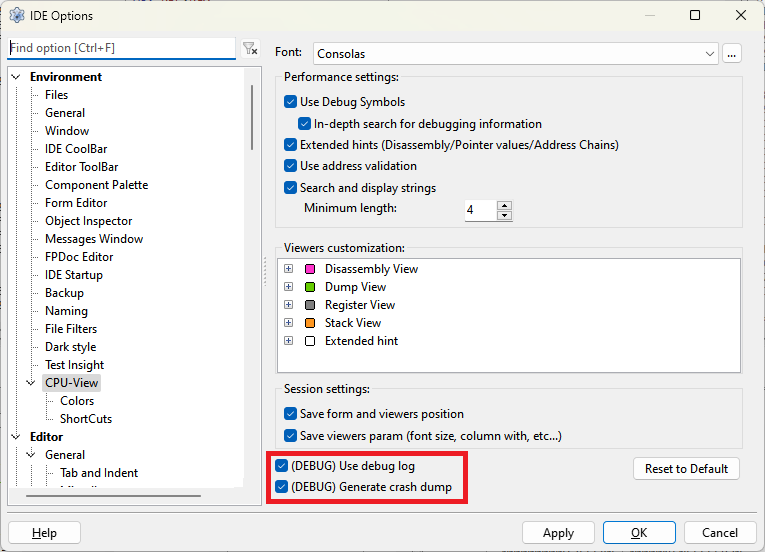 IDE Options
Find option [Ctrl+F]
Environment
Files
General
Window
IDE CoolBar
Editor ToolBar
Component Palette
Form Editor
Object Inspector
Messages Window
FPDoc Editor
IDE Startup
Backup
Naming
File Filters
Dark style
Test Insight
CPU-View
Colors
ShortCuts
Editor
General
Tab and Indent
Font:
Consolas
...
Performance settings:
Use Debug Symbols
In-depth search for debugging information
Extended hints (Disassembly/Pointer values/Address Chains)
Use address validation
Search and display strings
Minimum length:
4
Viewers customization:
Disassembly View
Dump View
Register View
Stack View
Extended hint
Session settings:
Save form and viewers position
Save viewers param (font size, column with, etc...)
(DEBUG) Use debug log
(DEBUG) Generate crash dump
Reset to Default
Help
Apply
OK
Cancel